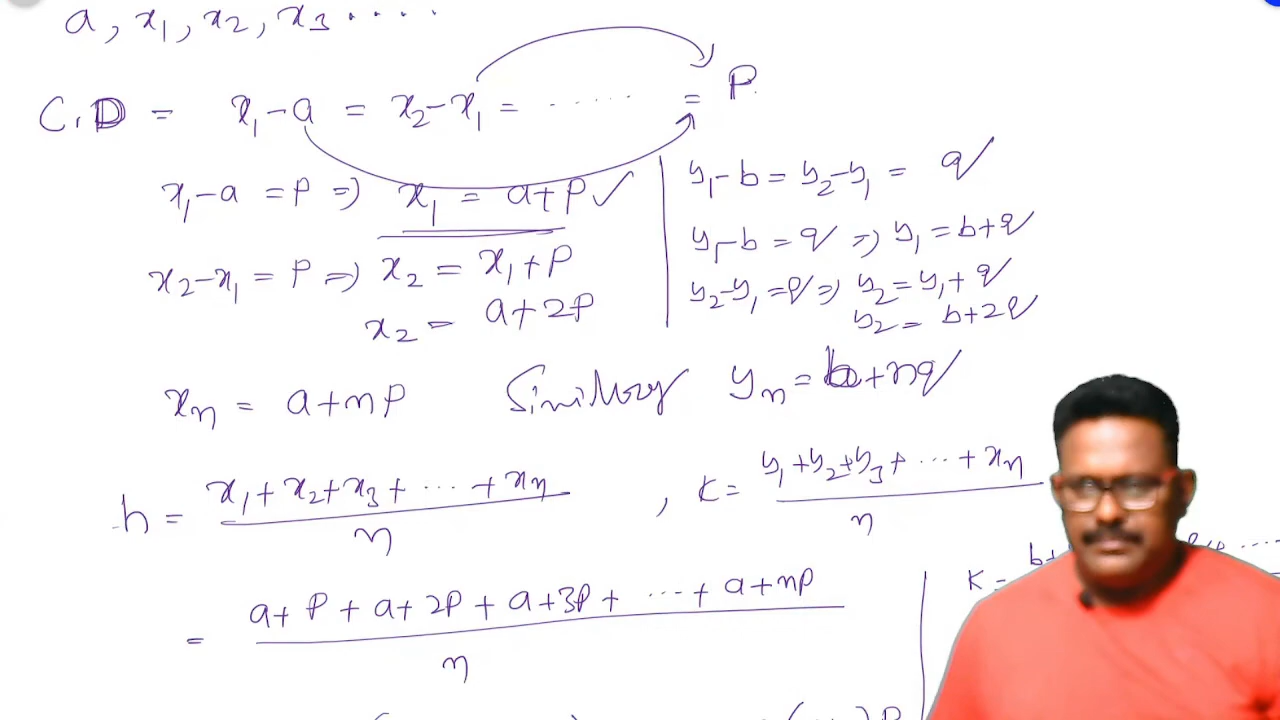 a, x₁, x₂, x₃ ....
C.D = x₁-a = x₂-x₁ = ...... = P
x₁-a = P ⇒ x₁ = a+P ✓
x₂-x₁ = P ⇒ x₂ = x₁+P
x₂ = a+2P
y₁-b = y₂-y₁ = q
y₁-b = q ⇒ y₁ = b+q
y₂-y₁ = q ⇒ y₂ = y₁+q
y₂ = b+2q
xₙ = a+nP Similarly yₙ = b+nq
h = (x₁+x₂+x₃+ ... + xₙ)/n , K = (y₁+y₂+y₃+ ... + xₙ)/n
= (a+P+a+2P+a+3P+ ... + a+nP)/n
K =